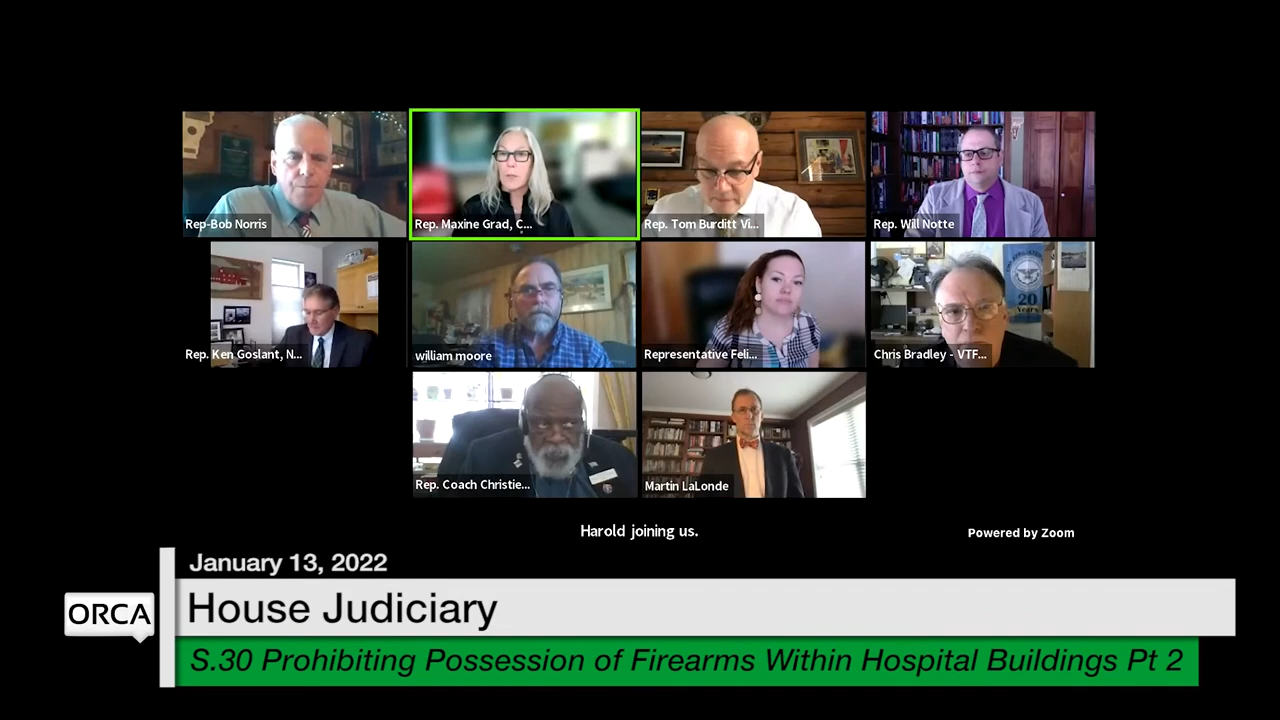 Rep-Bob Norris
Rep. Maxine Grad, C...
Rep. Tom Burditt Vi...
Rep. Will Notte
Rep. Ken Goslant, N...
william moore
Representative Feli...
Chris Bradley - VTF...
20
Years
Rep. Coach Christie...
Martin LaLonde
Harold joining us.
Powered by Zoom
January 13, 2022
ORCA
House Judiciary
S.30 Prohibiting Possession of Firearms Within Hospital Buildings Pt 2